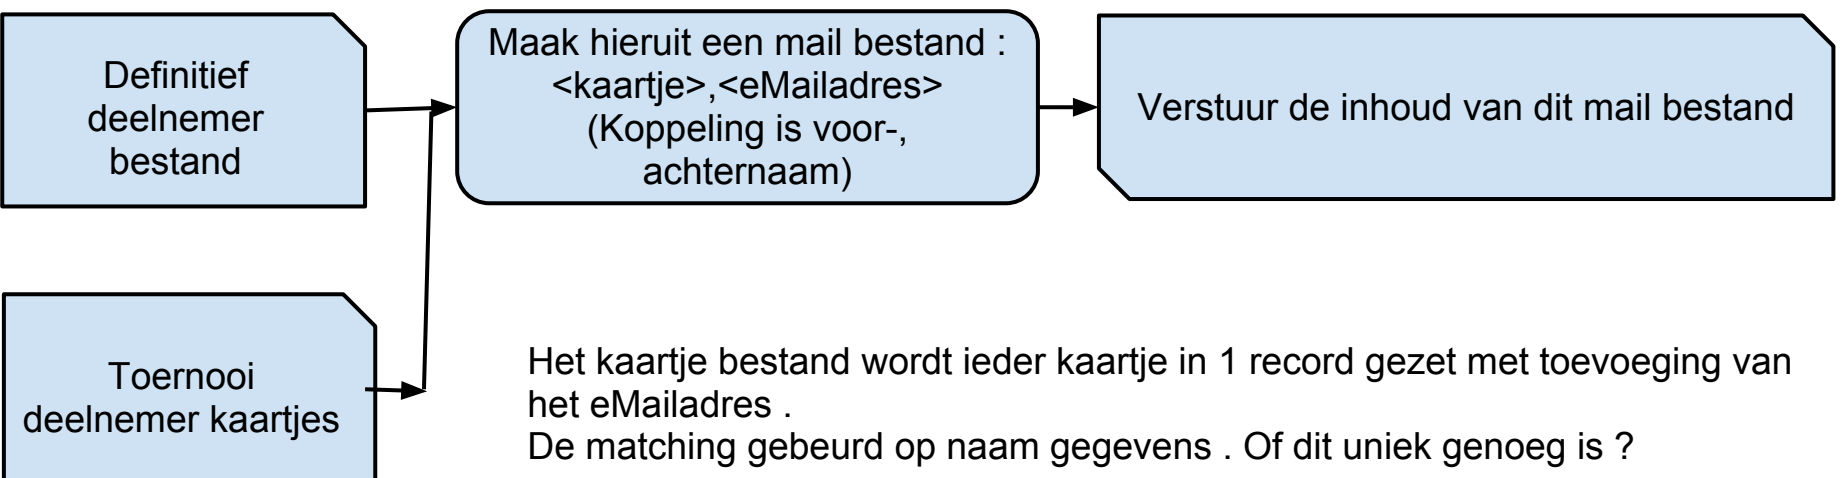 Definitief
deelnemer
bestand
Maak hieruit een mail bestand :
<kaartje>,<eMailadres>
(Koppeling is voor-,
achternaam)
Verstuur de inhoud van dit mail bestand
Toernooi
deelnemer kaartjes
Het kaartje bestand wordt ieder kaartje in 1 record gezet met toevoeging van
het eMailadres .
De matching gebeurd op naam gegevens . Of dit uniek genoeg is ?